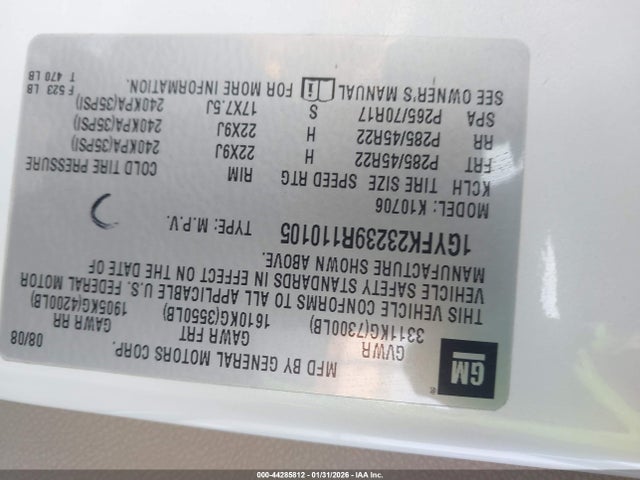 MFD BY GENERAL MOTORS CORP. 08/08
GM
GVWR GAWR FRT GAWR RR
3311KG(7300LB) 1610KG(3550LB) 1905KG(4200LB)
THIS VEHICLE CONFORMS TO ALL APPLICABLE U.S. FEDERAL MOTOR
VEHICLE SAFETY STANDARDS IN EFFECT ON THE DATE OF
MANUFACTURE SHOWN ABOVE.
1GYFK23239R110105 TYPE: M.P.V.
MODEL: K10706
KCLH TIRE SIZE SPEED RTG RIM COLD TIRE PRESSURE
FRT P285/45R22 H 22X9J 240KPA(35PSI)
RR P285/45R22 H 22X9J 240KPA(35PSI)
SPA P265/70R17 S 17X7.5J 240KPA(35PSI)
SEE OWNER'S MANUAL FOR MORE INFORMATION.
F 523 LB
T 470 LB
000-44285812 - 01/31/2026 - IAA Inc.